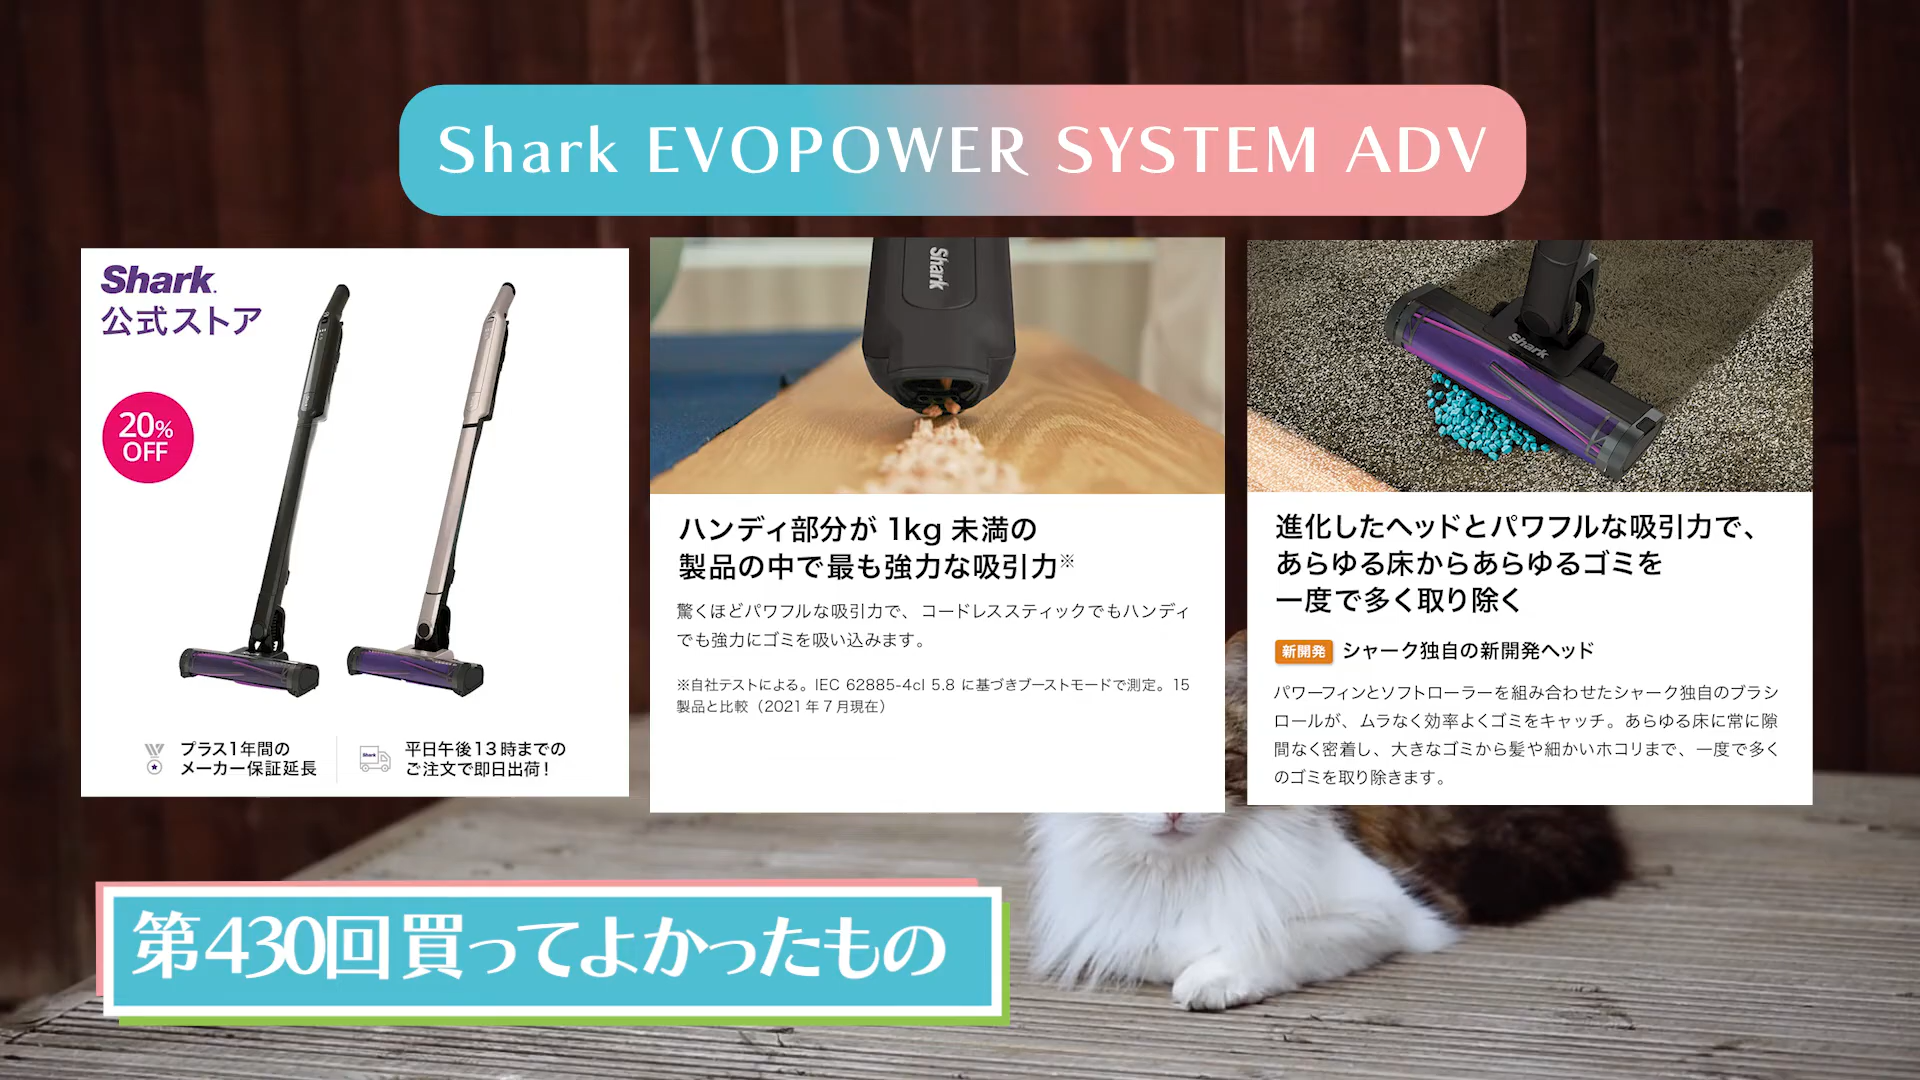 Shark EVOPOWER SYSTEM ADV
Shark
公式ストア
20%
OFF
プラス1年間の
メーカー保証延長
Shark
平日午後13時までの
ご注文で即日出荷!
Shark
ハンディ部分が 1kg 未満の
製品の中で最も強力な吸引力※
驚くほどパワフルな吸引力で、コードレススティックでもハンディ
でも強力にゴミを吸い込みます。
※自社テストによる。IEC 62885-4cl 5.8 に基づきブーストモードで測定。15
製品と比較(2021年7月現在)
Shark
進化したヘッドとパワフルな吸引力で、
あらゆる床からあらゆるゴミを
一度で多く取り除く
新開発 シャーク独自の新開発ヘッド
パワーフィンとソフトローラーを組み合わせたシャーク独自のブラシ
ロールが、ムラなく効率よくゴミをキャッチ。あらゆる床に常に隙
間なく密着し、大きなゴミから髪や細かいホコリまで、一度で多く
のゴミを取り除きます。
第430回 買ってよかったもの